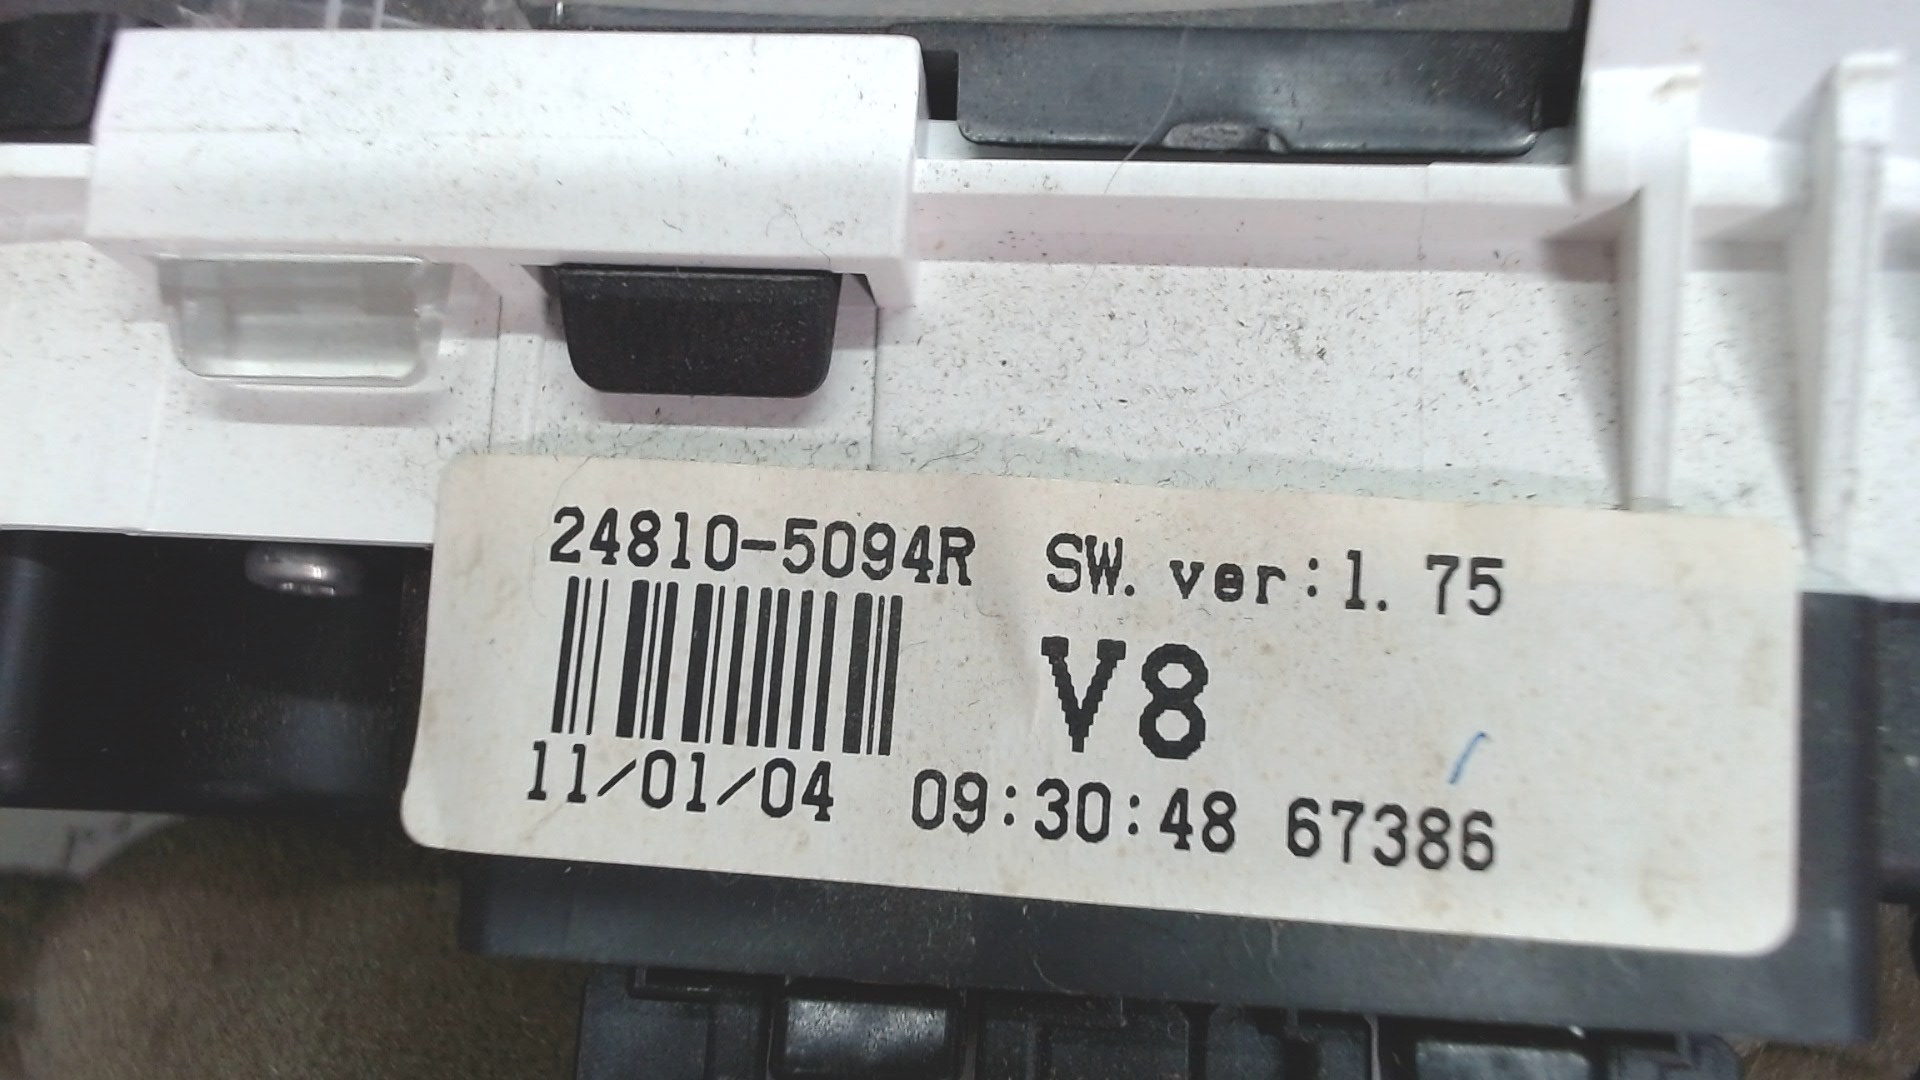 24810-5094R SW. ver:1. 75
V8
11/01/04 09:30:48 67386